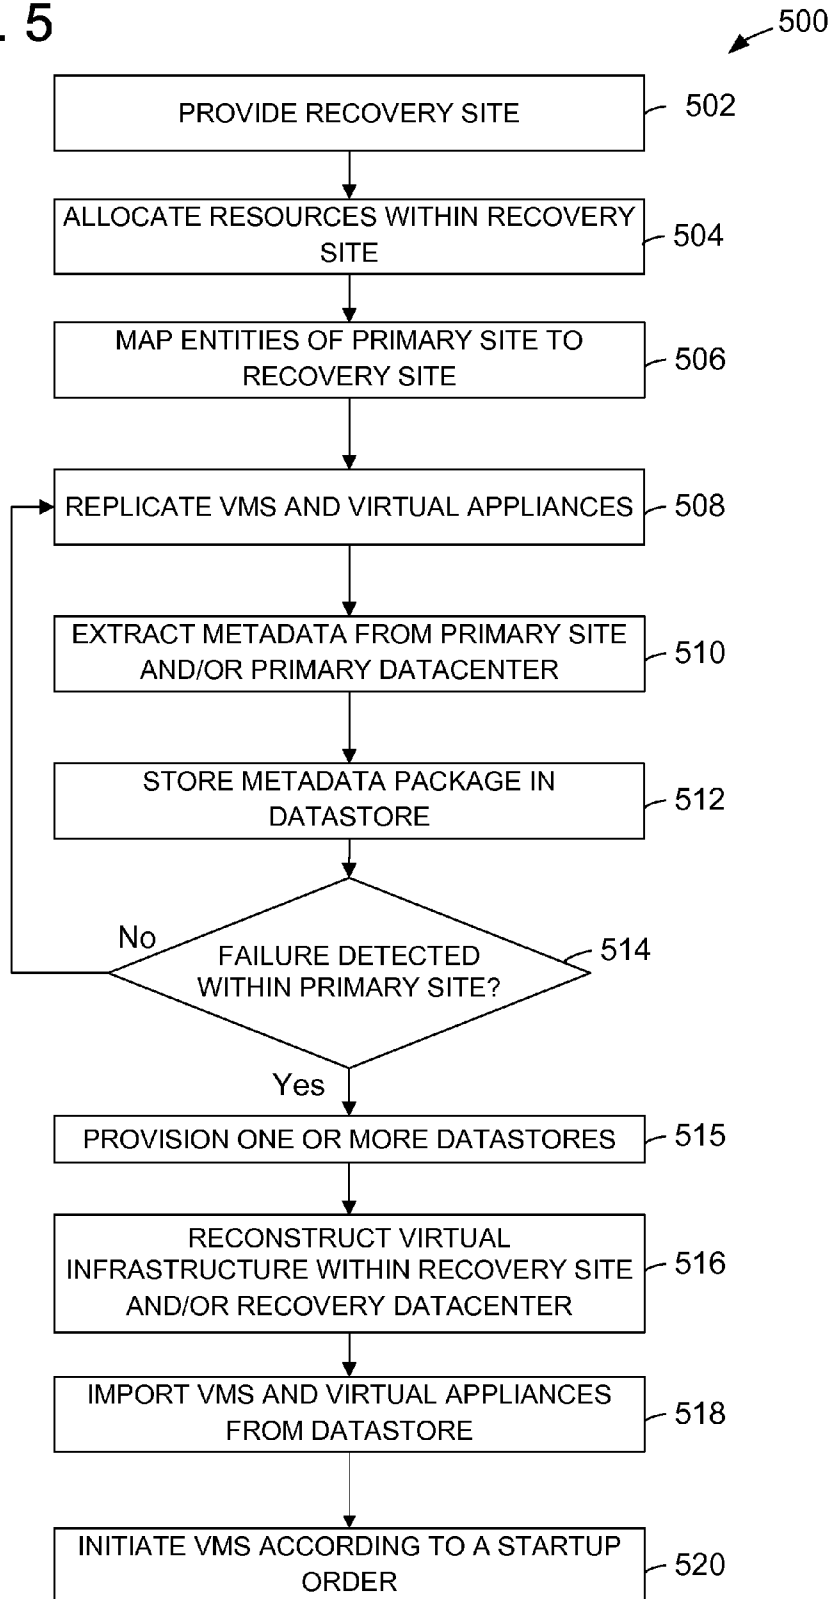 . 5
500
PROVIDE RECOVERY SITE
502
ALLOCATE RESOURCES WITHIN RECOVERY
SITE
504
MAP ENTITIES OF PRIMARY SITE TO
RECOVERY SITE
506
REPLICATE VMS AND VIRTUAL APPLIANCES
508
EXTRACT METADATA FROM PRIMARY SITE
AND/OR PRIMARY DATACENTER
510
STORE METADATA PACKAGE IN
DATASTORE
512
No
FAILURE DETECTED
WITHIN PRIMARY SITE?
514
Yes
PROVISION ONE OR MORE DATASTORES
515
RECONSTRUCT VIRTUAL
INFRASTRUCTURE WITHIN RECOVERY SITE
AND/OR RECOVERY DATACENTER
516
IMPORT VMS AND VIRTUAL APPLIANCES
FROM DATASTORE
518
INITIATE VMS ACCORDING TO A STARTUP
ORDER
520